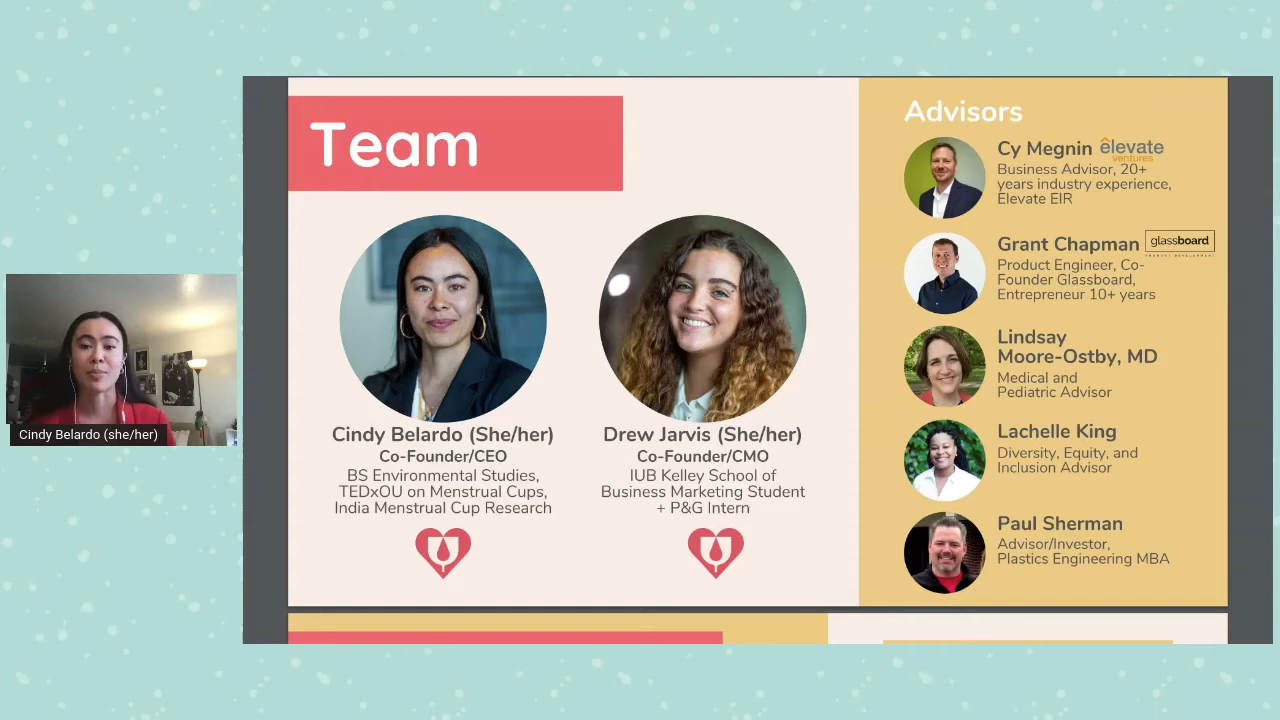 Team
Cindy Belardo (She/her)
Co-Founder/CEO
BS Environmental Studies,
TEDxOU on Menstrual Cups,
India Menstrual Cup Research
Drew Jarvis (She/her)
Co-Founder/CMO
IUB Kelley School of
Business Marketing Student
+ P&G Intern
Advisors
Cy Megnin
elevate
ventures
Business Advisor, 20+
years industry experience,
Elevate EIR
Grant Chapman
glassboard
PRODUCT DEVELOPMENT
Product Engineer, Co-
Founder Glassboard,
Entrepreneur 10+ years
Lindsay
Moore-Ostby, MD
Medical and
Pediatric Advisor
Lachelle King
Diversity, Equity, and
Inclusion Advisor
Paul Sherman
Advisor/Investor,
Plastics Engineering MBA
Cindy Belardo (she/her)